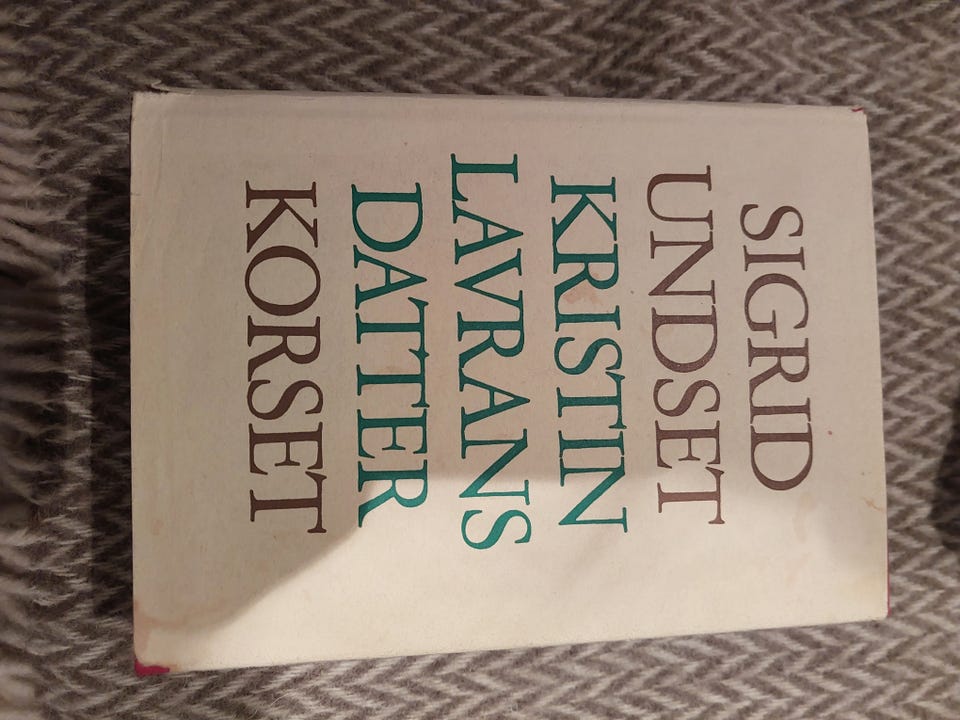 SIGRID
UNDSET
KRISTIN
LAVRANS
DATTER
KORSET